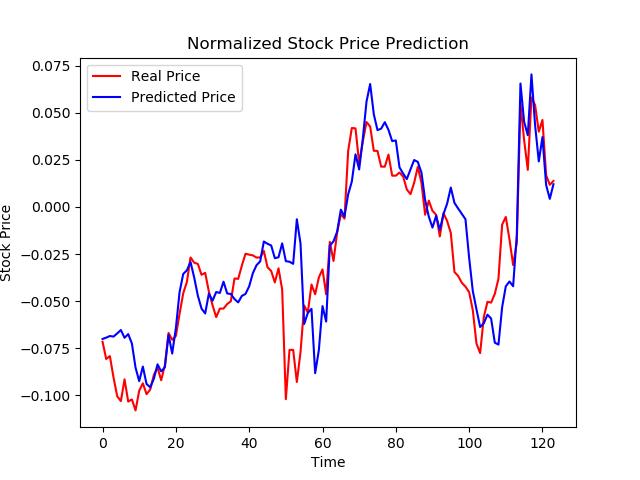 Normalized Stock Price Prediction
Real Price
Predicted Price
0.075
0.050
0.025
0.000
−0.025
−0.050
−0.075
−0.100
Stock Price
0 20 40 60 80 100 120
Time